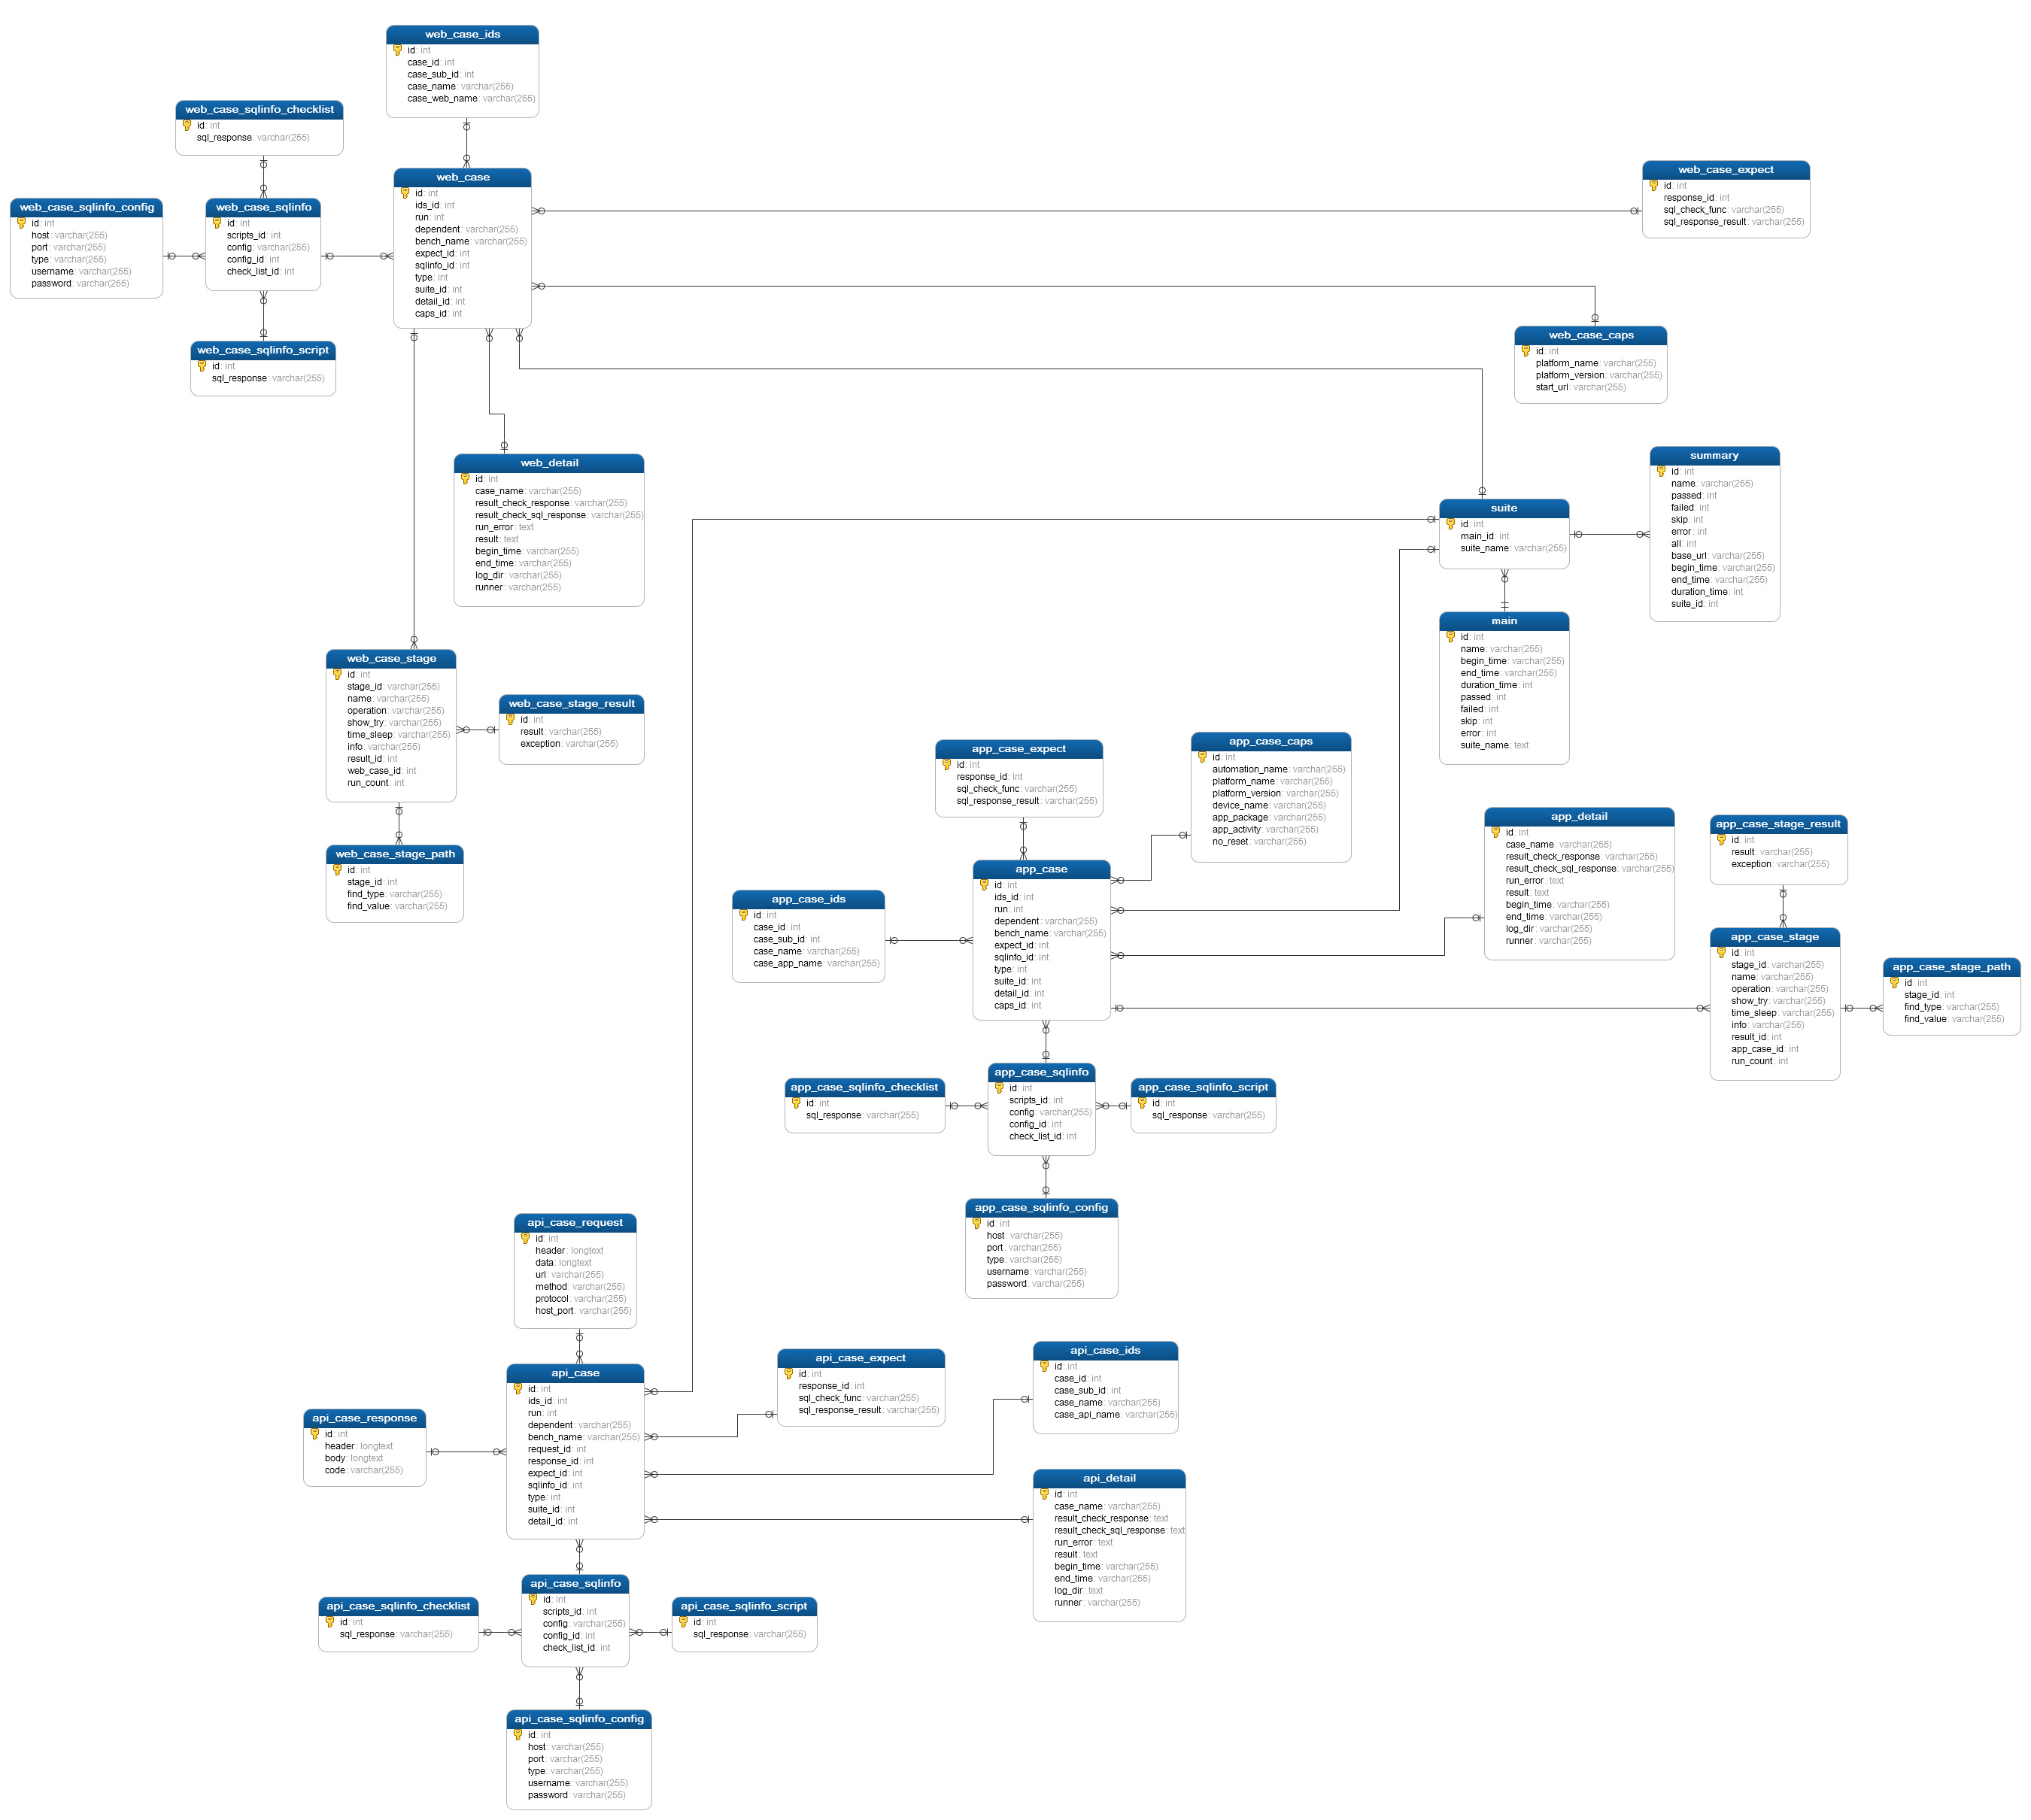 web_case_ids
id: int
case_id: int
case_sub_id: int
case_name: varchar(255)
case_web_name: varchar(255)
web_case_sqlinfo_checklist
id: int
sql_response: varchar(255)
web_case_sqlinfo_config
id: int
host: varchar(255)
port: varchar(255)
type: varchar(255)
username: varchar(255)
password: varchar(255)
web_case_sqlinfo
id: int
scripts_id: int
config: varchar(255)
config_id: int
check_list_id: int
web_case_sqlinfo_script
id: int
sql_response: varchar(255)
web_case
id: int
ids_id: int
run: int
dependent: varchar(255)
bench_name: varchar(255)
expect_id: int
sqlinfo_id: int
type: int
suite_id: int
detail_id: int
caps_id: int
web_case_expect
id: int
response_id: int
sql_check_func: varchar(255)
sql_response_result: varchar(255)
web_case_caps
id: int
platform_name: varchar(255)
platform_version: varchar(255)
start_url: varchar(255)
web_detail
id: int
case_name: varchar(255)
result_check_response: varchar(255)
result_check_sql_response: varchar(255)
run_error: text
result: text
begin_time: varchar(255)
end_time: varchar(255)
log_dir: varchar(255)
runner: varchar(255)
suite
id: int
main_id: int
suite_name: varchar(255)
summary
id: int
name: varchar(255)
passed: int
failed: int
skip: int
error: int
all: int
base_url: varchar(255)
begin_time: varchar(255)
end_time: varchar(255)
duration_time: int
suite_id: int
main
id: int
name: varchar(255)
begin_time: varchar(255)
end_time: varchar(255)
duration_time: int
passed: int
failed: int
skip: int
error: int
suite_name: text
web_case_stage
id: int
stage_id: varchar(255)
name: varchar(255)
operation: varchar(255)
show_try: varchar(255)
time_sleep: varchar(255)
info: varchar(255)
result_id: int
web_case_id: int
run_count: int
web_case_stage_result
id: int
result: varchar(255)
exception: varchar(255)
web_case_stage_path
id: int
stage_id: int
find_type: varchar(255)
find_value: varchar(255)
app_case_expect
id: int
response_id: int
sql_check_func: varchar(255)
sql_response_result: varchar(255)
app_case_caps
id: int
automation_name: varchar(255)
platform_name: varchar(255)
platform_version: varchar(255)
device_name: varchar(255)
app_package: varchar(255)
app_activity: varchar(255)
no_reset: varchar(255)
app_detail
id: int
case_name: varchar(255)
result_check_response: varchar(255)
result_check_sql_response: varchar(255)
run_error: text
result: text
begin_time: varchar(255)
end_time: varchar(255)
log_dir: varchar(255)
runner: varchar(255)
app_case_stage_result
id: int
result: varchar(255)
exception: varchar(255)
app_case_ids
id: int
case_id: int
case_sub_id: int
case_name: varchar(255)
case_app_name: varchar(255)
app_case
id: int
ids_id: int
run: int
dependent: varchar(255)
bench_name: varchar(255)
expect_id: int
sqlinfo_id: int
type: int
suite_id: int
detail_id: int
caps_id: int
app_case_stage
id: int
stage_id: varchar(255)
name: varchar(255)
operation: varchar(255)
show_try: varchar(255)
time_sleep: varchar(255)
info: varchar(255)
result_id: int
app_case_id: int
run_count: int
app_case_stage_path
id: int
stage_id: int
find_type: varchar(255)
find_value: varchar(255)
app_case_sqlinfo_checklist
id: int
sql_response: varchar(255)
app_case_sqlinfo
id: int
scripts_id: int
config: varchar(255)
config_id: int
check_list_id: int
app_case_sqlinfo_script
id: int
sql_response: varchar(255)
app_case_sqlinfo_config
id: int
host: varchar(255)
port: varchar(255)
type: varchar(255)
username: varchar(255)
password: varchar(255)
api_case_request
id: int
header: longtext
data: longtext
url: varchar(255)
method: varchar(255)
protocol: varchar(255)
host_port: varchar(255)
api_case_response
id: int
header: longtext
body: longtext
code: varchar(255)
api_case
id: int
ids_id: int
run: int
dependent: varchar(255)
bench_name: varchar(255)
request_id: int
response_id: int
expect_id: int
sqlinfo_id: int
type: int
suite_id: int
detail_id: int
api_case_expect
id: int
response_id: int
sql_check_func: varchar(255)
sql_response_result: varchar(255)
api_case_ids
id: int
case_id: int
case_sub_id: int
case_name: varchar(255)
case_api_name: varchar(255)
api_detail
id: int
case_name: varchar(255)
result_check_response: text
result_check_sql_response: text
run_error: text
result: text
begin_time: varchar(255)
end_time: varchar(255)
log_dir: text
runner: varchar(255)
api_case_sqlinfo_checklist
id: int
sql_response: varchar(255)
api_case_sqlinfo
id: int
scripts_id: int
config: varchar(255)
config_id: int
check_list_id: int
api_case_sqlinfo_script
id: int
sql_response: varchar(255)
api_case_sqlinfo_config
id: int
host: varchar(255)
port: varchar(255)
type: varchar(255)
username: varchar(255)
password: varchar(255)